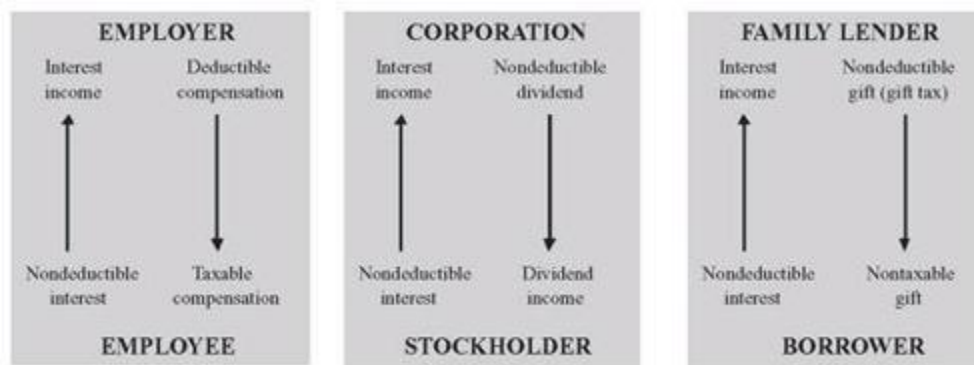 EMPLOYER
Interest
income
Deductible
compensation
Nondeductible
interest
Taxable
compensation
EMPLOYEE
CORPORATION
Interest
income
Nondeductible
dividend
Nondeductible
interest
Dividend
income
STOCKHOLDER
FAMILY LENDER
Interest
income
Nondeductible
gift (gift tax)
Nondeductible
interest
Nontaxable
gift
BORROWER